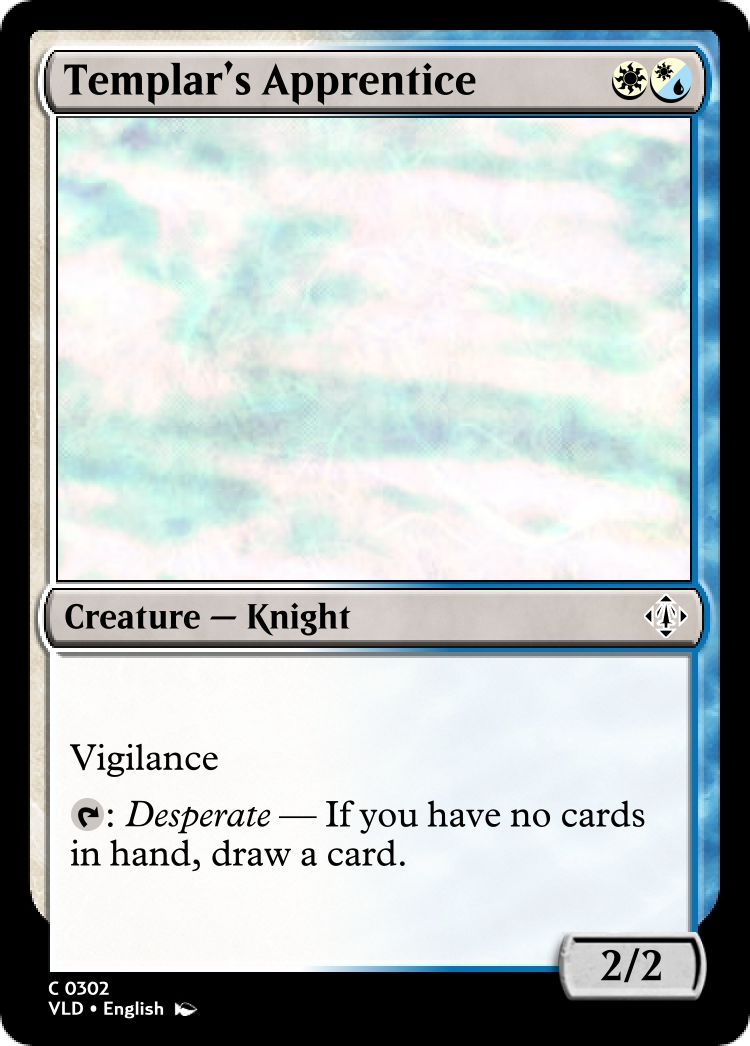 Templar's Apprentice
Creature — Knight
Vigilance
: Desperate — If you have no cards
in hand, draw a card.
2/2
C 0302
VLD • English